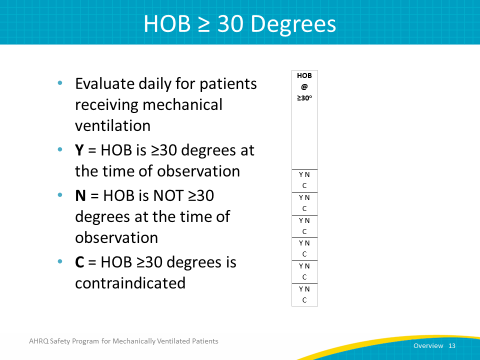 HOB ≥ 30 Degrees
• Evaluate daily for patients
receiving mechanical
ventilation
• Y = HOB is ≥30 degrees at
the time of observation
• N = HOB is NOT ≥30
degrees at the time of
observation
• C = HOB ≥30 degrees is
contraindicated
HOB
@
≥30°
Y N
C
Y N
C
Y N
C
Y N
C
Y N
C
Y N
C
AHRQ Safety Program for Mechanically Ventilated Patients
Overview 13